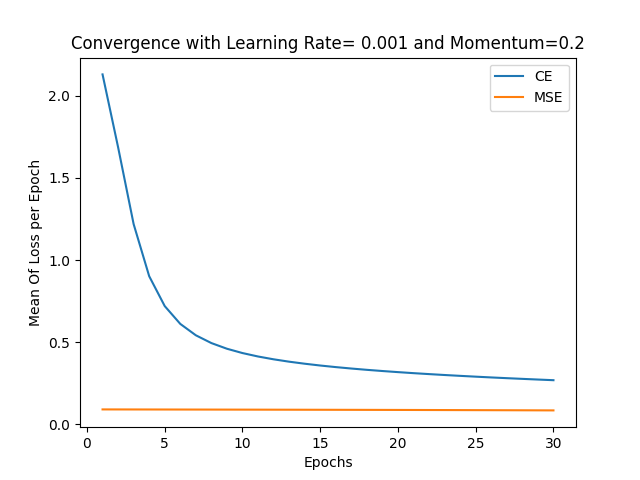 Convergence with Learning Rate= 0.001 and Momentum=0.2
CE
MSE
Mean Of Loss per Epoch
2.0
1.5
1.0
0.5
0.0
0 5 10 15 20 25 30
Epochs